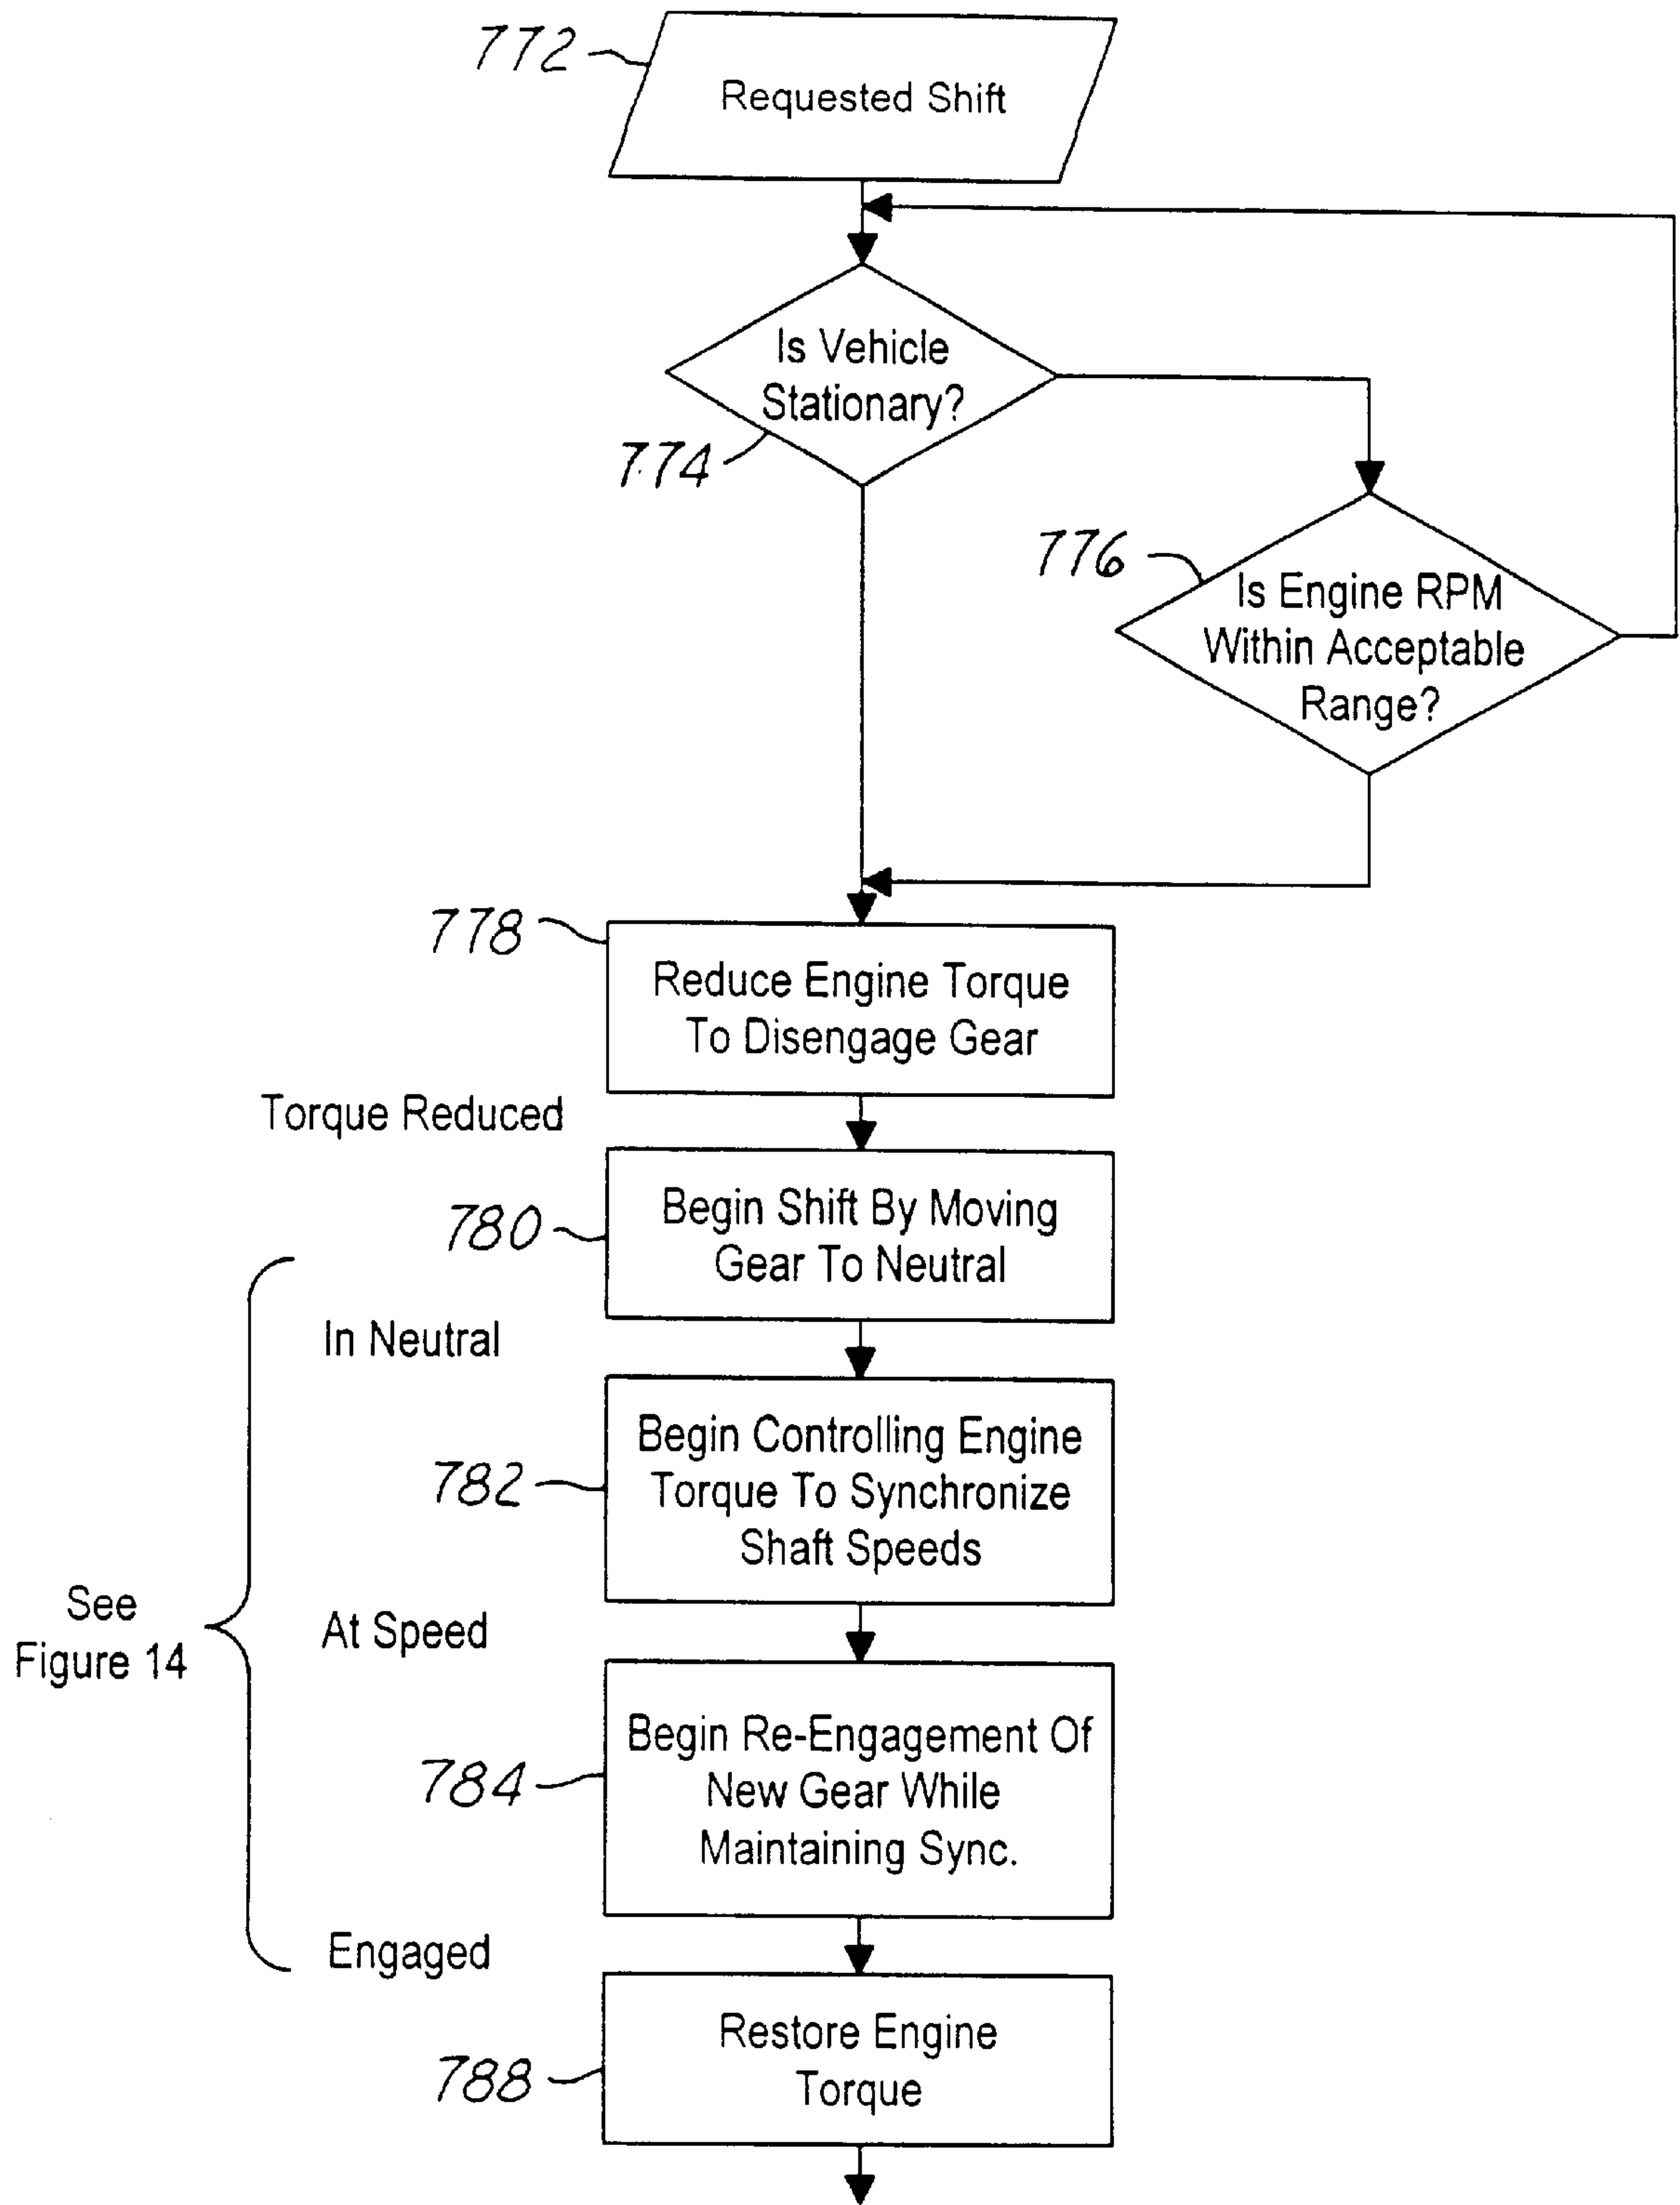 772
Requested Shift
Is Vehicle
Stationary?
774
776
Is Engine RPM
Within Acceptable
Range?
778
Reduce Engine Torque
To Disengage Gear
Torque Reduced
780
Begin Shift By Moving
Gear To Neutral
In Neutral
782
Begin Controlling Engine
Torque To Synchronize
Shaft Speeds
See
Figure 14
At Speed
784
Begin Re-Engagement Of
New Gear While
Maintaining Sync.
Engaged
788
Restore Engine
Torque